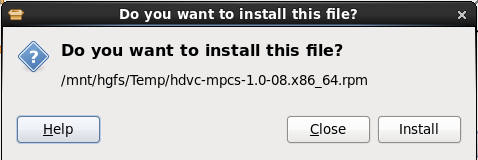 Do you want to install this file?
Do you want to install this file?
/mnt/hgfs/Temp/hdvc-mpcs-1.0-08.x86_64.rpm
Help Close Install